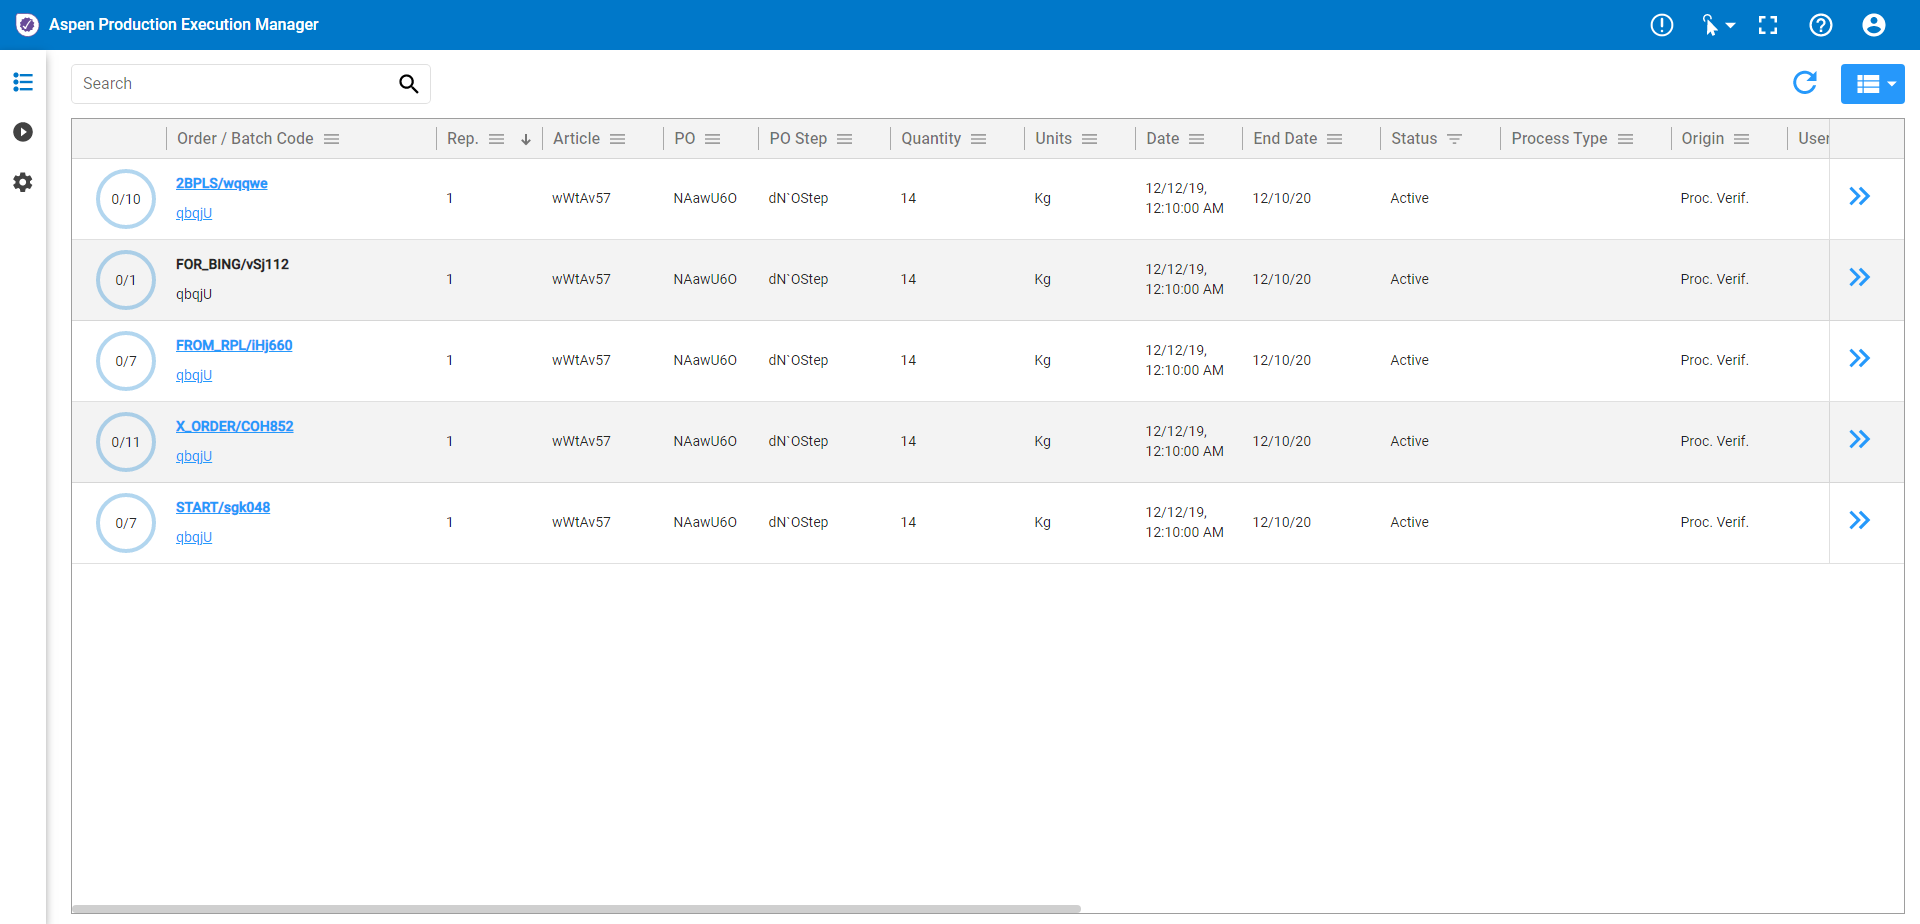 Aspen Production Execution Manager
Search
Order / Batch Code Rep. Article PO PO Step Quantity Units Date End Date Status Process Type Origin User
0/10 2BPLS/wqqwe qbqjU 1 wWtAv57 NAawU6O dN`OStep 14 Kg 12/12/19, 12:10:00 AM 12/10/20 Active Proc. Verif.
0/1 FOR_BING/vSj112 qbqjU 1 wWtAv57 NAawU6O dN`OStep 14 Kg 12/12/19, 12:10:00 AM 12/10/20 Active Proc. Verif.
0/7 FROM_RPL/iHj660 qbqjU 1 wWtAv57 NAawU6O dN`OStep 14 Kg 12/12/19, 12:10:00 AM 12/10/20 Active Proc. Verif.
0/11 X_ORDER/COH852 qbqjU 1 wWtAv57 NAawU6O dN`OStep 14 Kg 12/12/19, 12:10:00 AM 12/10/20 Active Proc. Verif.
0/7 START/sgk048 qbqjU 1 wWtAv57 NAawU6O dN`OStep 14 Kg 12/12/19, 12:10:00 AM 12/10/20 Active Proc. Verif.